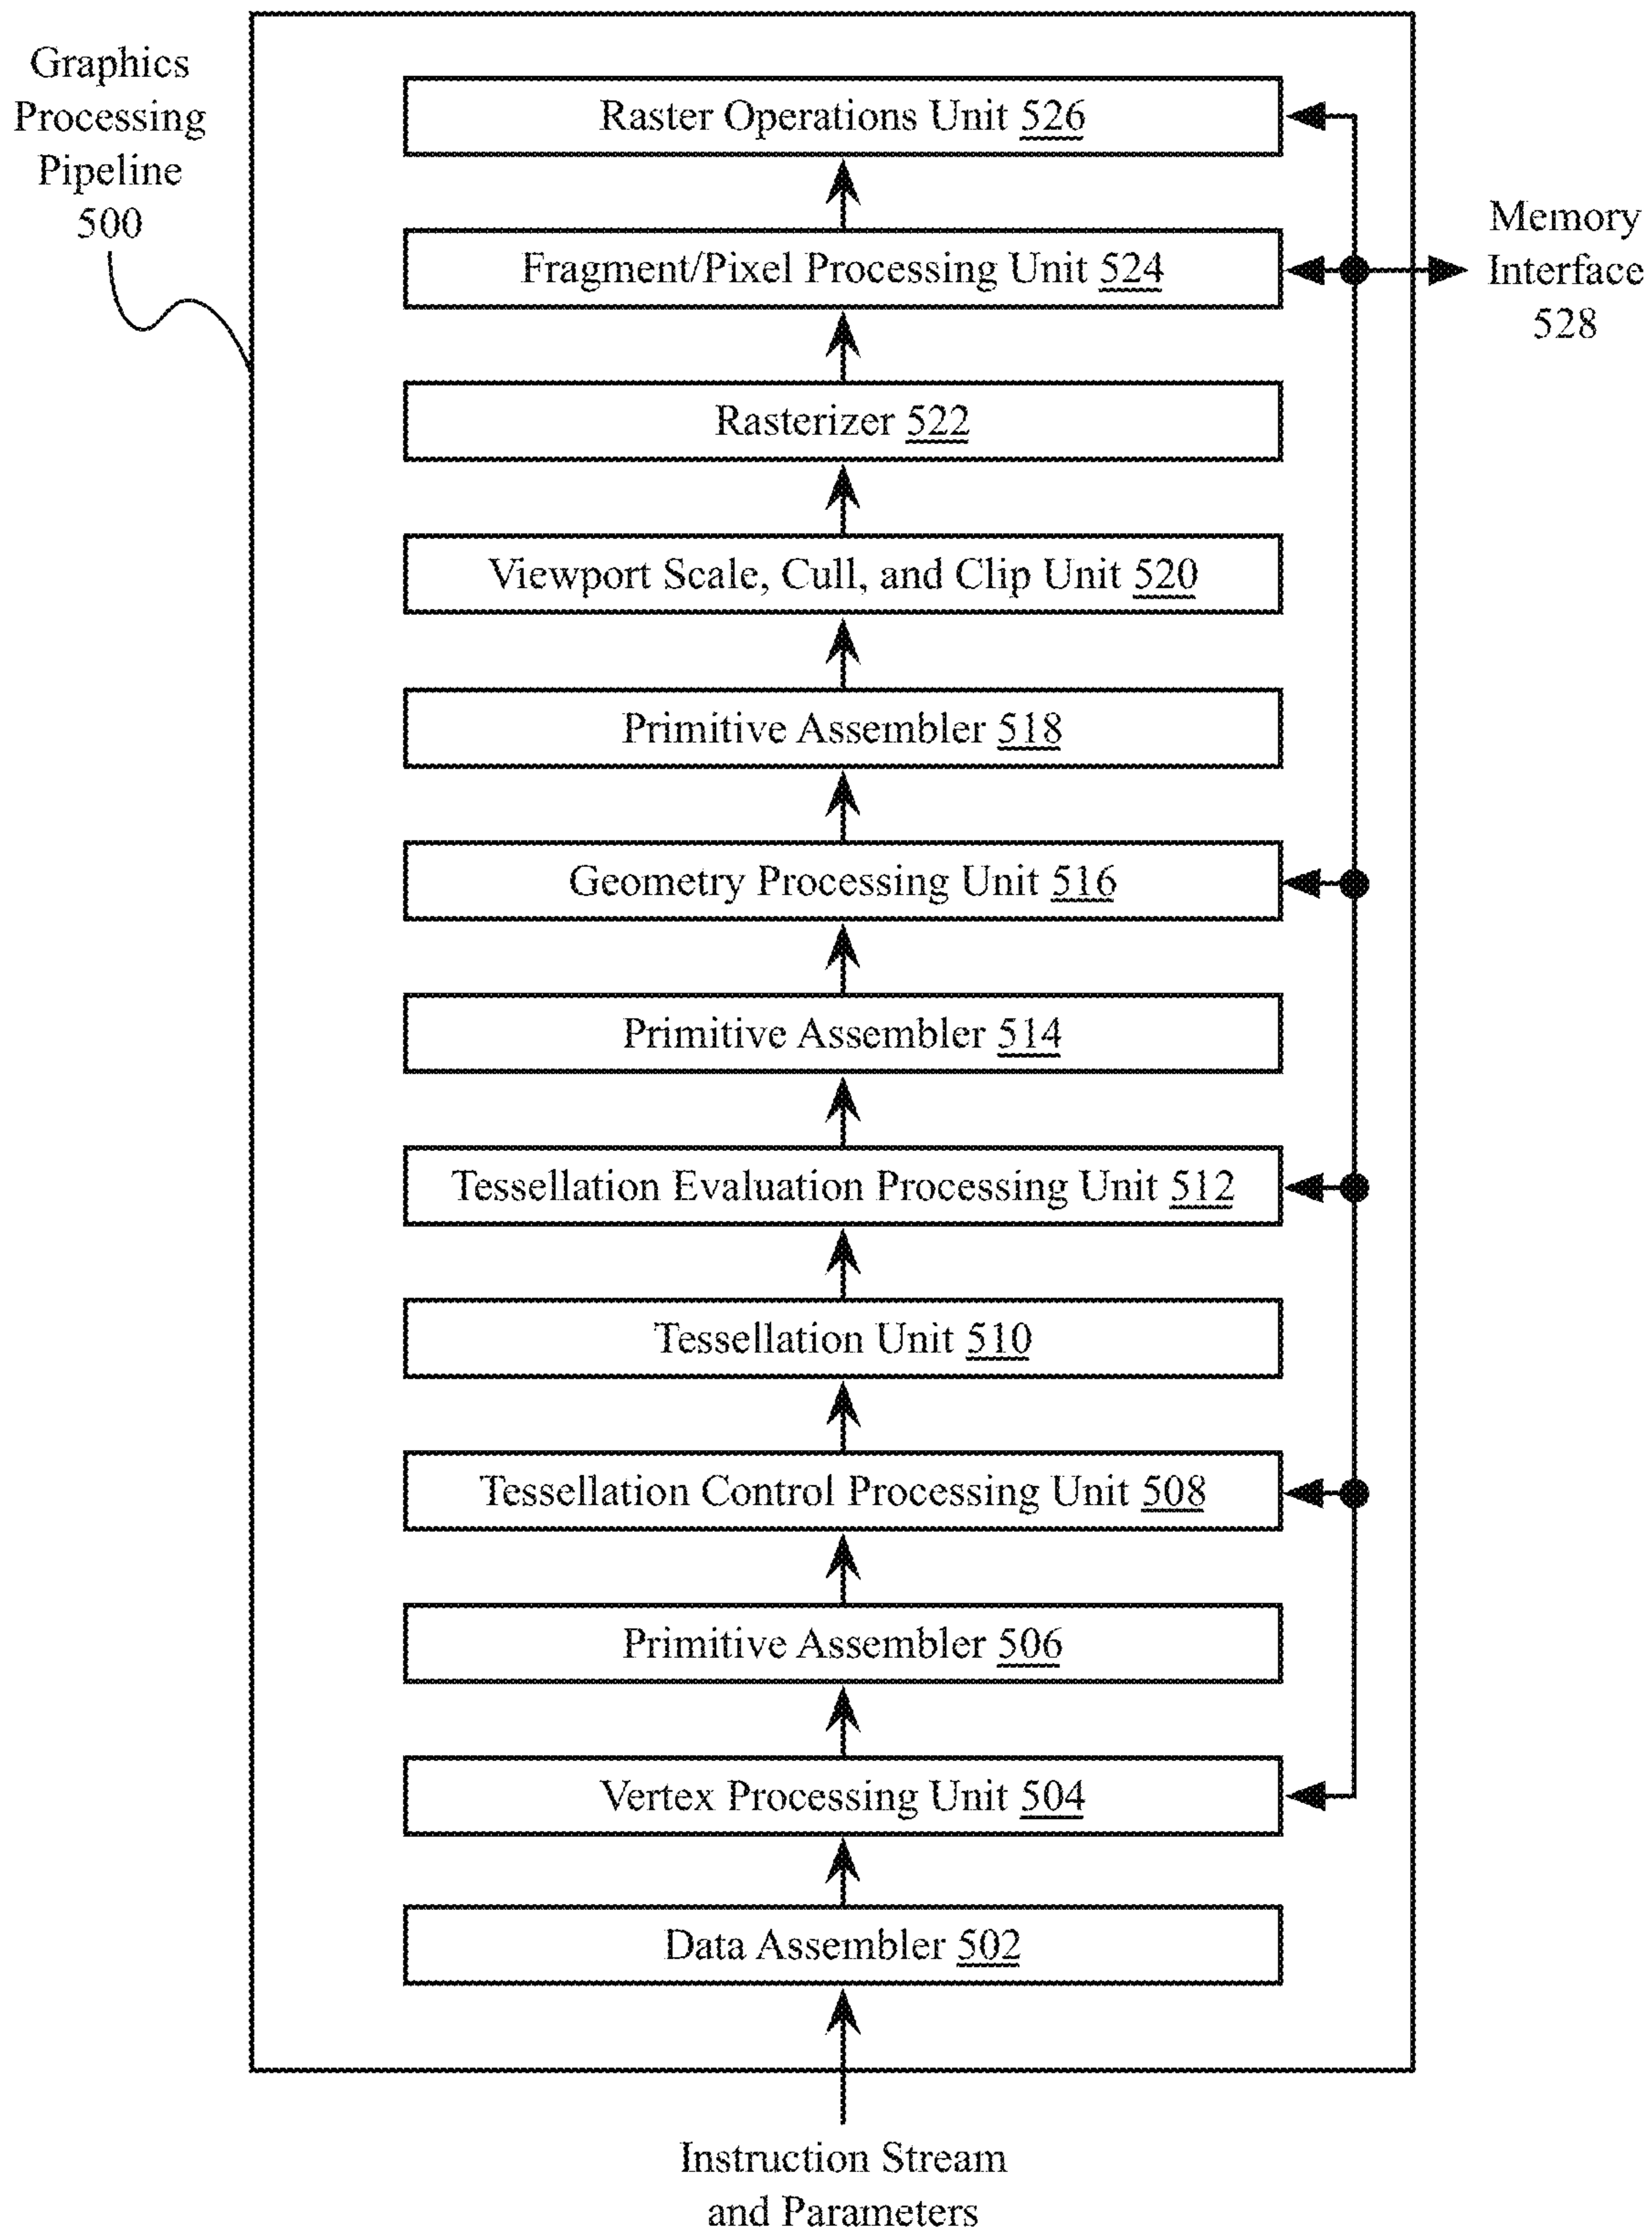 Graphics
Processing
Pipeline
500
Raster Operations Unit 526
Memory
Interface
528
Fragment/Pixel Processing Unit 524
Rasterizer 522
Viewport Scale, Cull, and Clip Unit 520
Primitive Assembler 518
Geometry Processing Unit 516
Primitive Assembler 514
Tessellation Evaluation Processing Unit 512
Tessellation Unit 510
Tessellation Control Processing Unit 508
Primitive Assembler 506
Vertex Processing Unit 504
Data Assembler 502
Instruction Stream
and Parameters